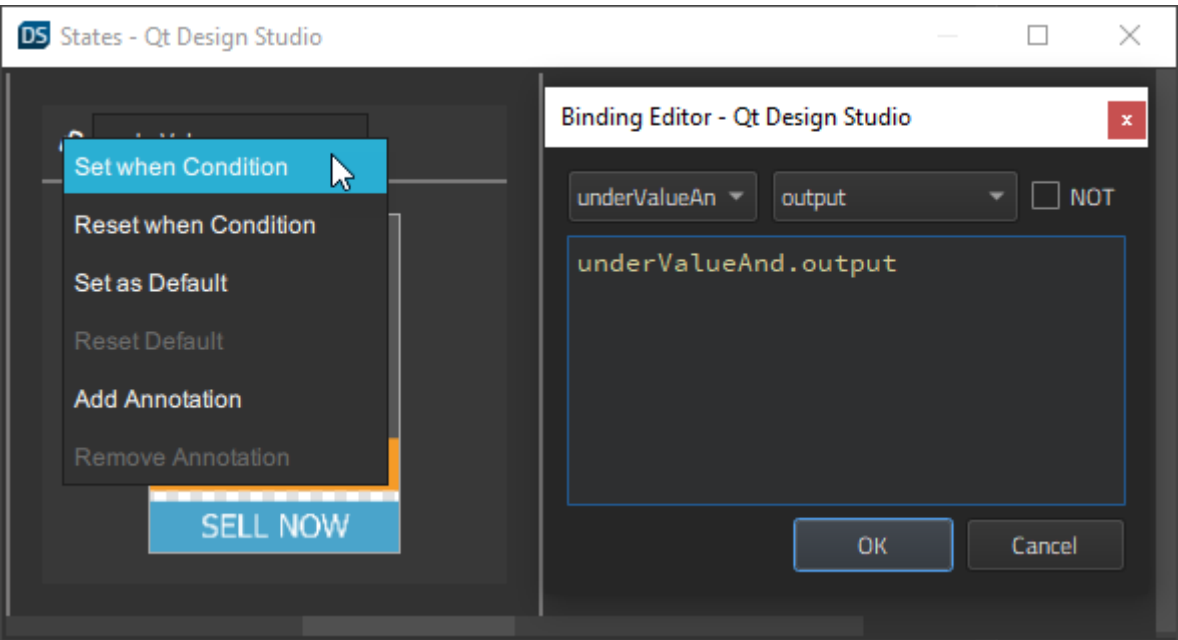 DS States - Qt Design Studio
Set when Condition
Reset when Condition
Set as Default
Reset Default
Add Annotation
Remove Annotation
SELL NOW
Binding Editor - Qt Design Studio
x
underValueAn
output
NOT
underValueAnd.output
OK
Cancel